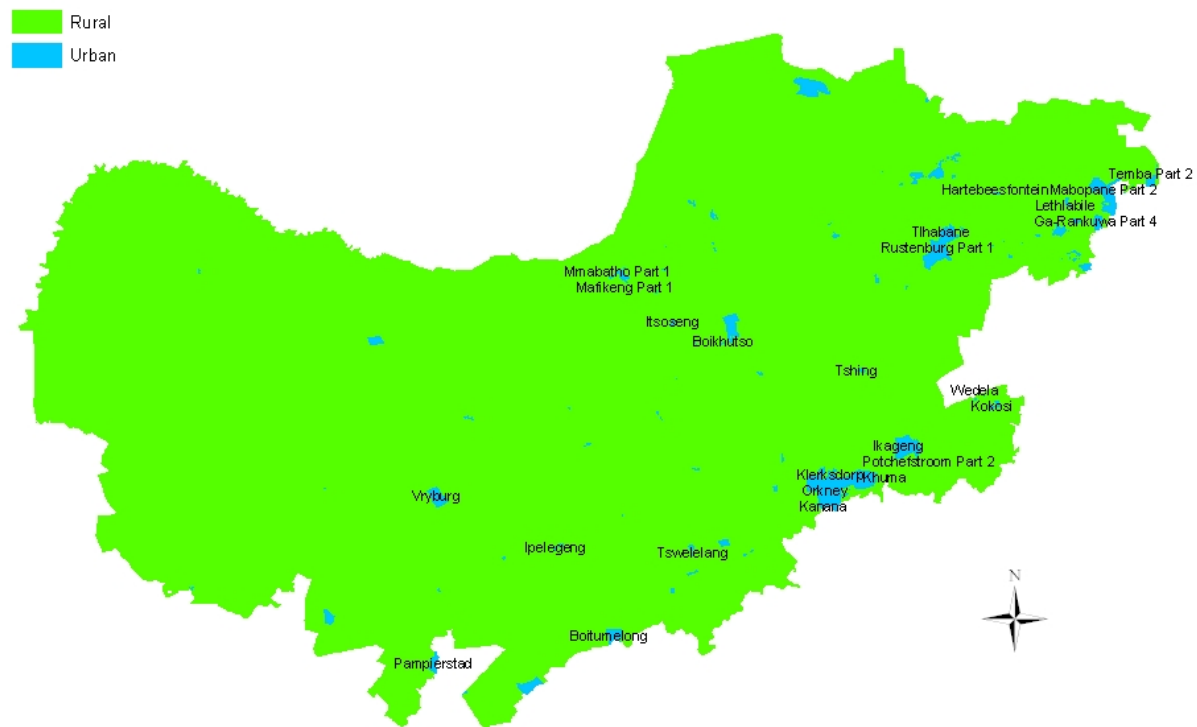 Rural
Urban
Temba Part 2
Hartebeesfontein Mabopane Part 2
Lethlabile
Ga-Rankuwa Part 4
Tlhabane
Rustenburg Part 1
Mmabatho Part 1
Mafikeng Part 1
Itsoseng
Boikhutso
Tshing
Wedela
Kokosi
Ikageng
Potchefstroom Part 2
Klerksdorp Khuma
Orkney
Kanana
Vryburg
Ipelegeng
Tswelelang
N
Boitumelong
Pampierstad